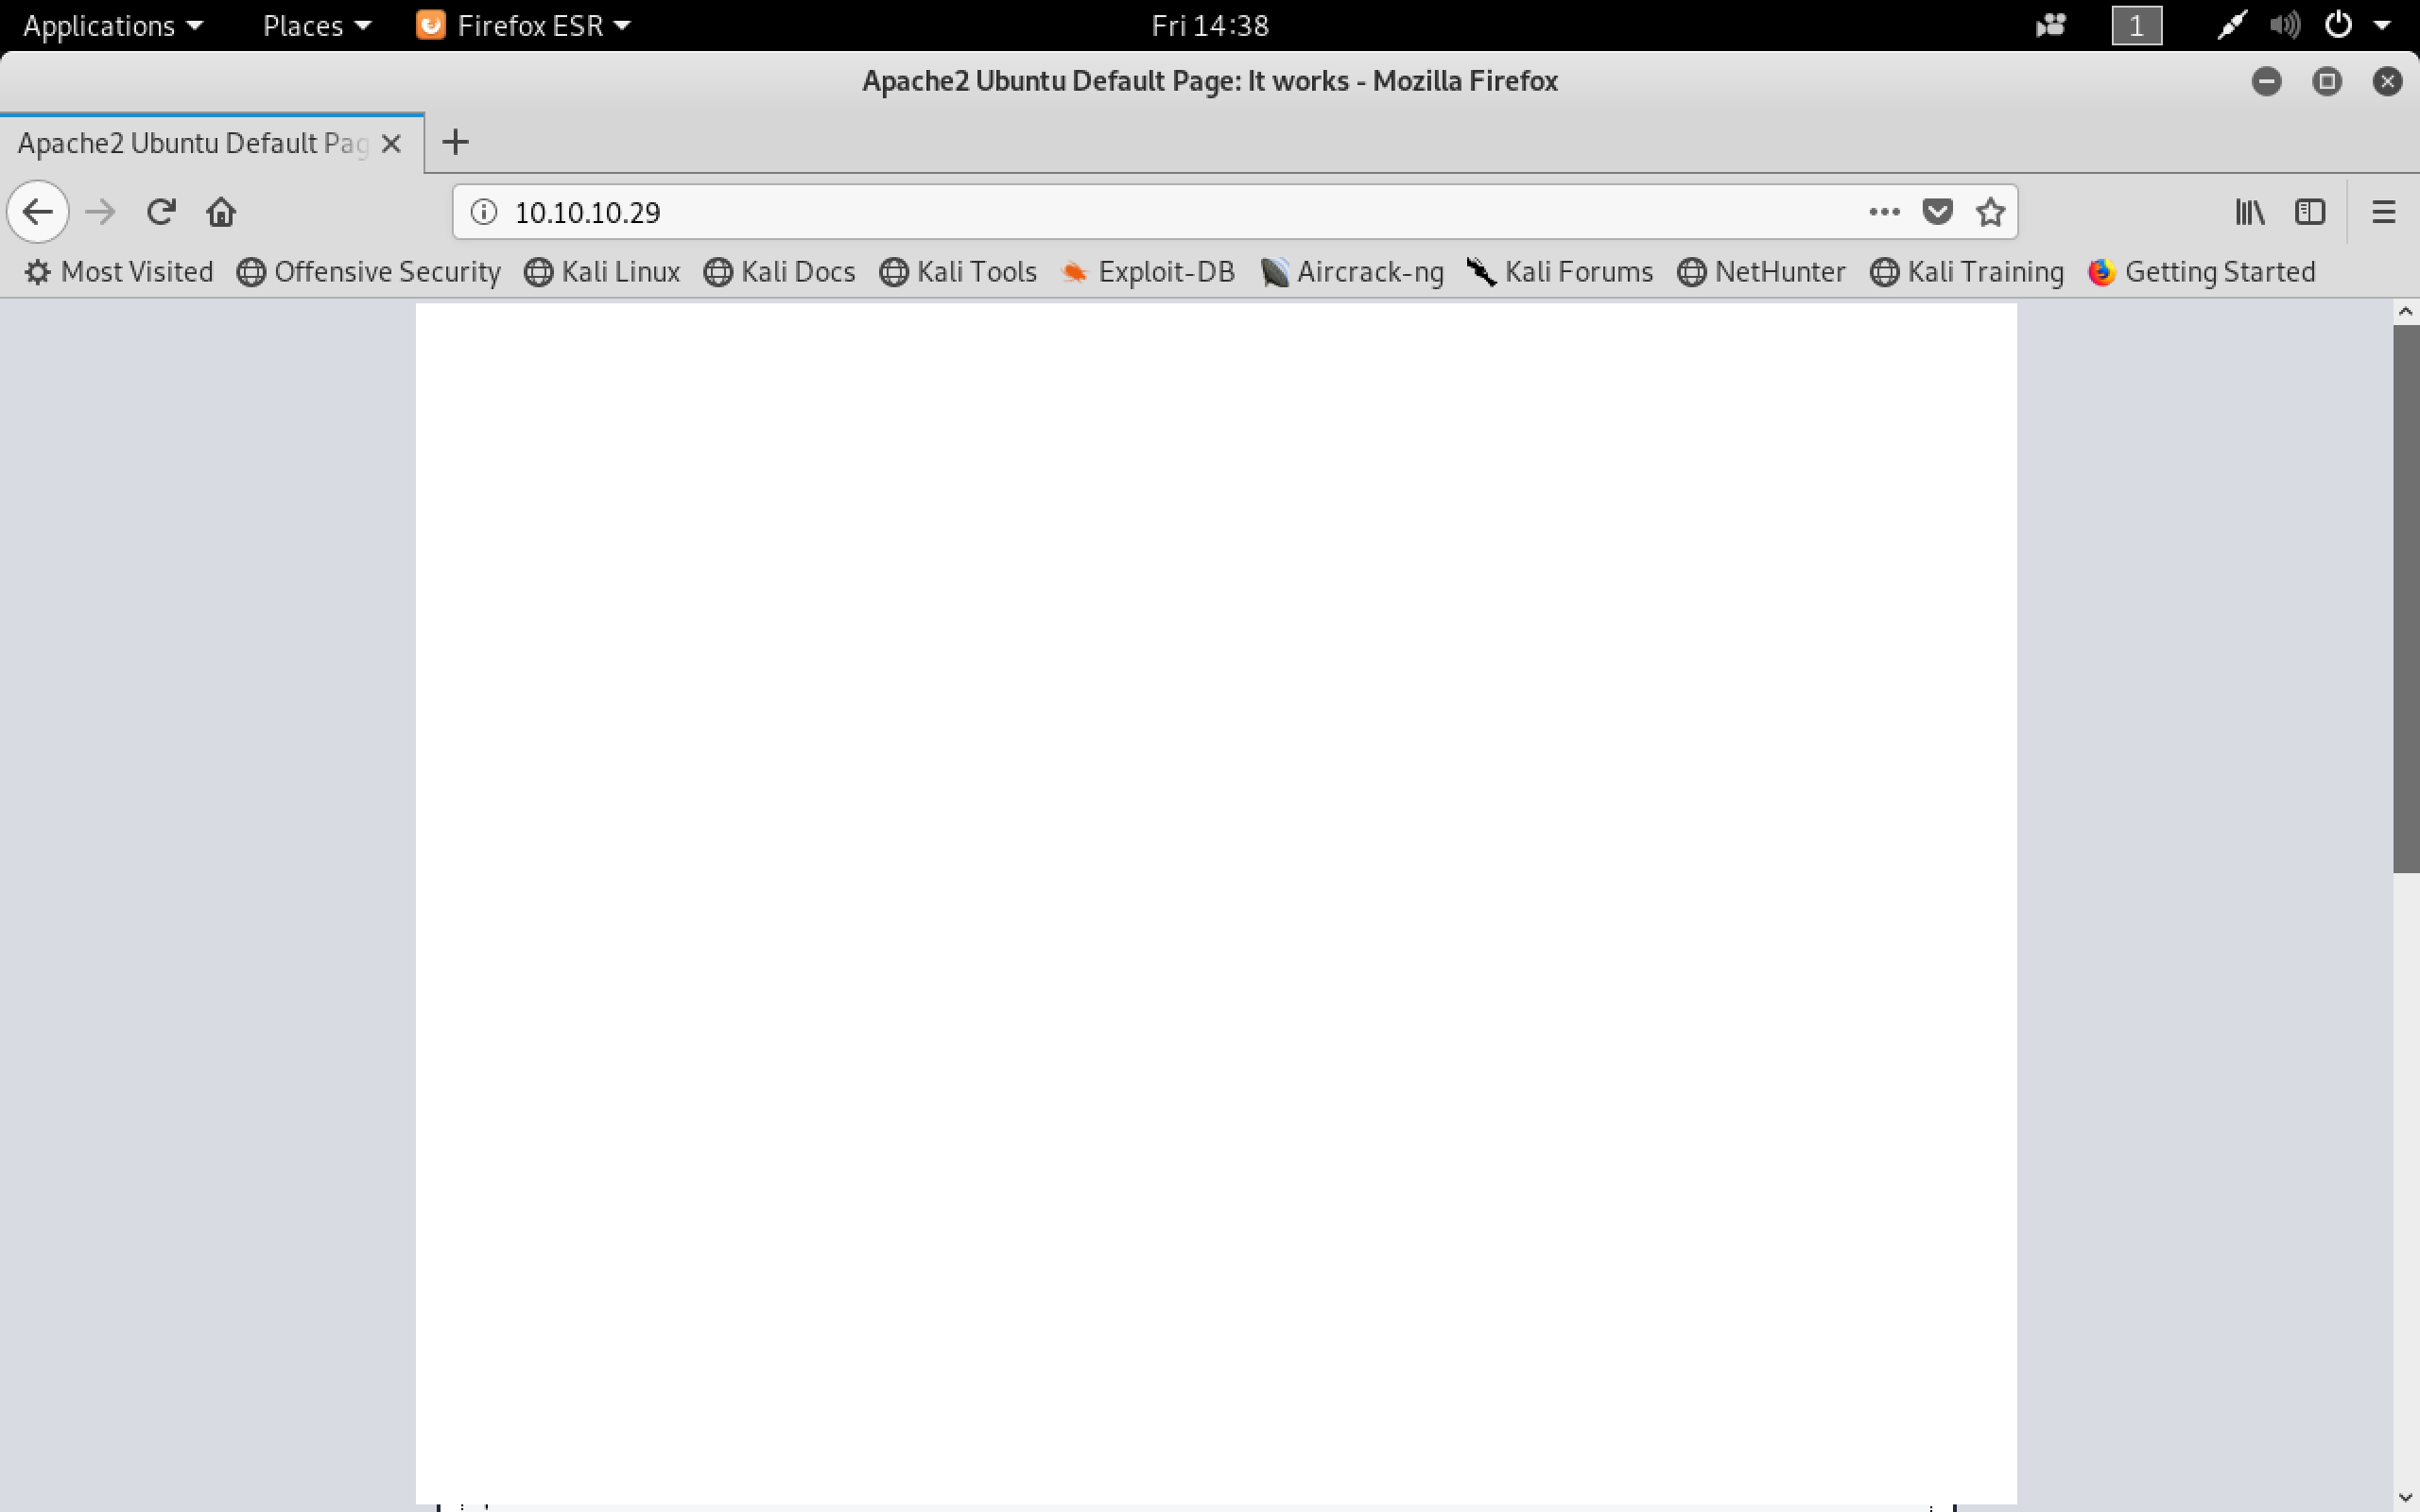 Applications Places Firefox ESR Fri 14:38 1
Apache2 Ubuntu Default Page: It works - Mozilla Firefox
Apache2 Ubuntu Default Pag
10.10.10.29
Most Visited Offensive Security Kali Linux Kali Docs Kali Tools Exploit-DB Aircrack-ng Kali Forums NetHunter Kali Training Getting Started